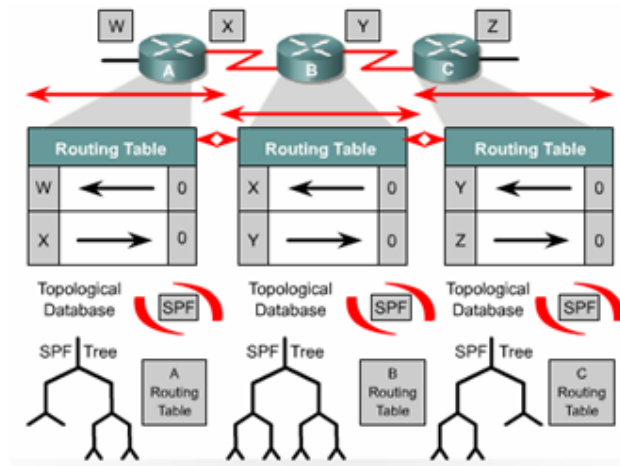 W X Y Z
A B C
Routing Table Routing Table Routing Table
W 0 X 0 Y 0
X 0 Y 0 Z 0
Topological SPF Topological SPF Topological SPF
Database Database Database
SPF Tree SPF Tree SPF Tree
A B C
Routing Routing Routing
Table Table Table